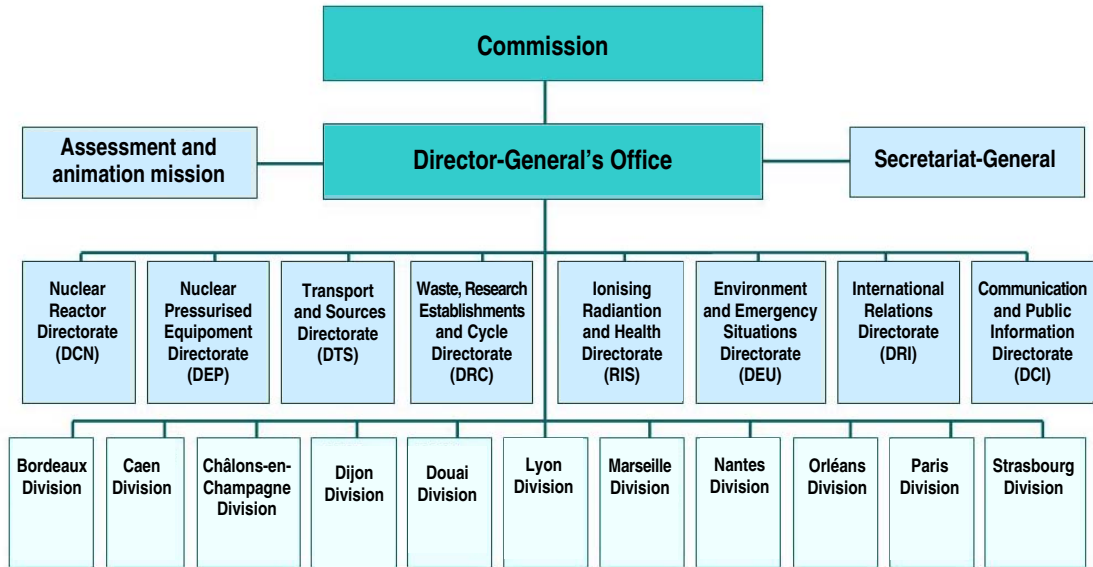 Commission
Assessment and
animation mission
Director-General's Office
Secretariat-General
Nuclear
Reactor
Directorate
(DCN)
Nuclear
Pressurised
Equipoment
Directorate
(DEP)
Transport
and Sources
Directorate
(DTS)
Waste, Research
Establishments
and Cycle
Directorate
(DRC)
Ionising
Radiantion
and Health
Directorate
(RIS)
Environment
and Emergency
Situations
Directorate
(DEU)
International
Relations
Directorate
(DRI)
Communication
and Public
Information
Directorate
(DCI)
Bordeaux
Division
Caen
Division
Châlons-en-
Champagne
Division
Dijon
Division
Douai
Division
Lyon
Division
Marseille
Division
Nantes
Division
Orléans
Division
Paris
Division
Strasbourg
Division